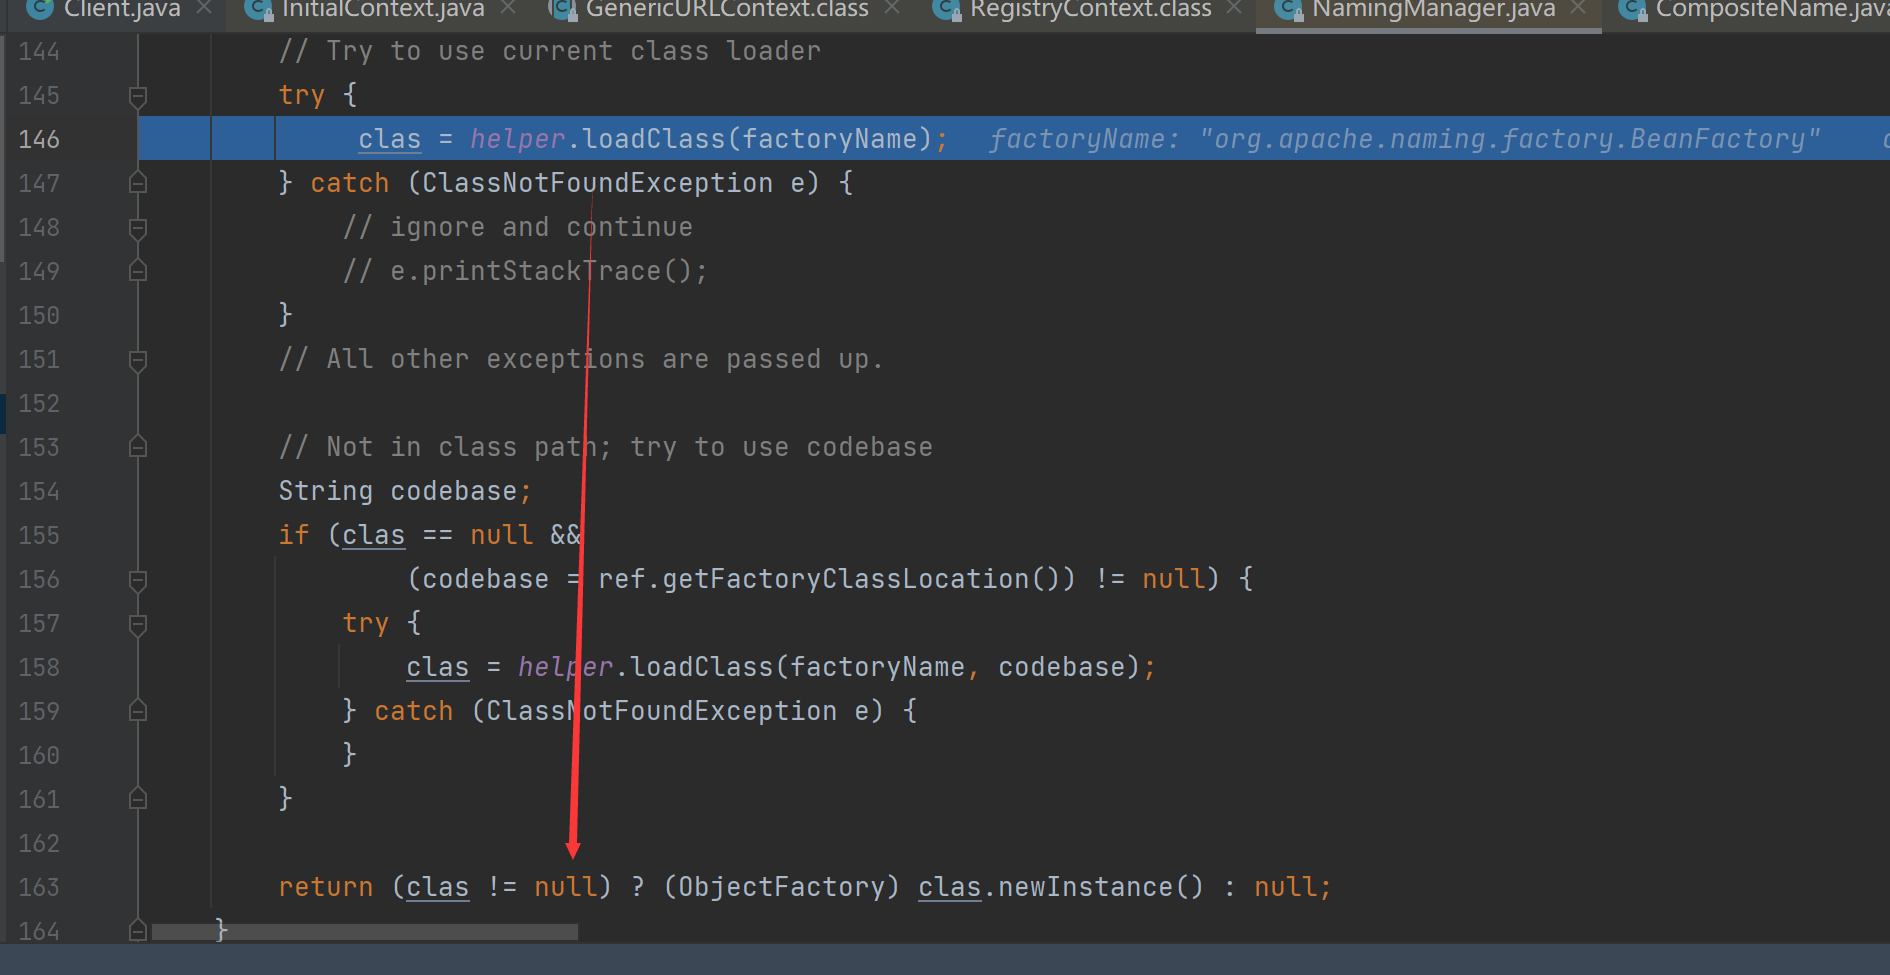 Client.java InitialContext.java GenericURLContext.class RegistryContext.class NamingManager.java CompositeName.java
144 // Try to use current class loader
145 try {
146 clas = helper.loadClass(factoryName); factoryName: "org.apache.naming.factory.BeanFactory"
147 } catch (ClassNotFoundException e) {
148 // ignore and continue
149 // e.printStackTrace();
150 }
151 // All other exceptions are passed up.
152
153 // Not in class path; try to use codebase
154 String codebase;
155 if (clas == null &&
156 (codebase = ref.getFactoryClassLocation()) != null) {
157 try {
158 clas = helper.loadClass(factoryName, codebase);
159 } catch (ClassNotFoundException e) {
160 }
161 }
162
163 return (clas != null) ? (ObjectFactory) clas.newInstance() : null;
164 }